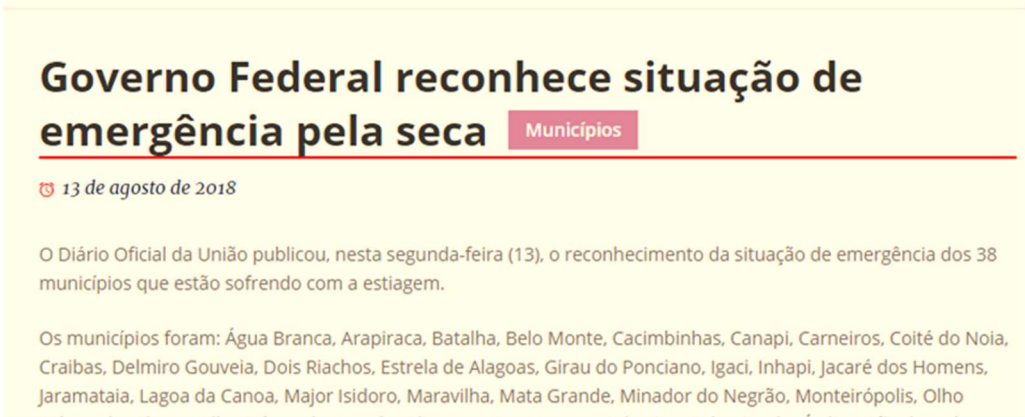 Governo Federal reconhece situação de
emergência pela seca Municípios
13 de agosto de 2018
O Diário Oficial da União publicou, nesta segunda-feira (13), o reconhecimento da situação de emergência dos 38
municípios que estão sofrendo com a estiagem.
Os municípios foram: Água Branca, Arapiraca, Batalha, Belo Monte, Cacimbinhas, Canapi, Carneiros, Coité do Noia,
Craibas, Delmiro Gouveia, Dois Riachos, Estrela de Alagoas, Girau do Ponciano, Igaci, Inhapi, Jacaré dos Homens,
Jaramataia, Lagoa da Canoa, Major Isidoro, Maravilha, Mata Grande, Minador do Negrão, Monteirópolis, Olho